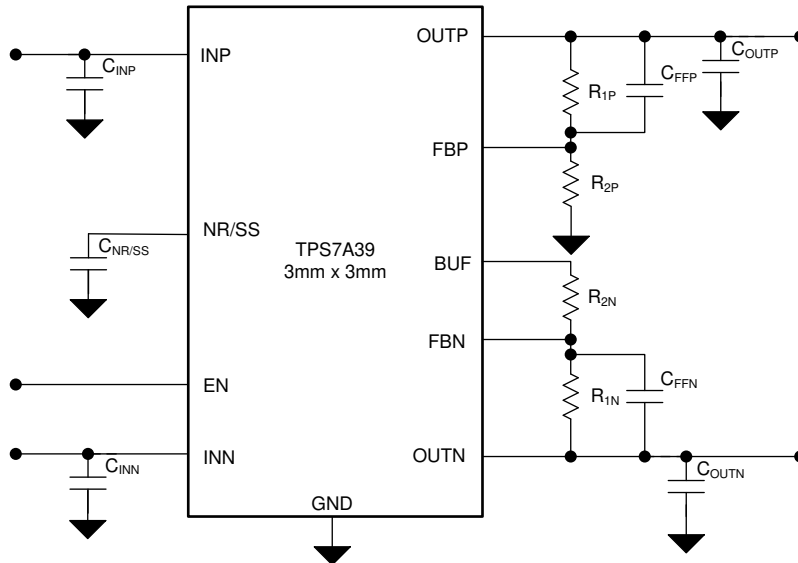 INP
C_INP
NR/SS
C_NR/SS
TPS7A39
3mm x 3mm
EN
INN
C_INN
GND
OUTP
C_OUTP
R_1P
C_FFP
FBP
R_2P
BUF
R_2N
FBN
R_1N
C_FFN
OUTN
C_OUTN